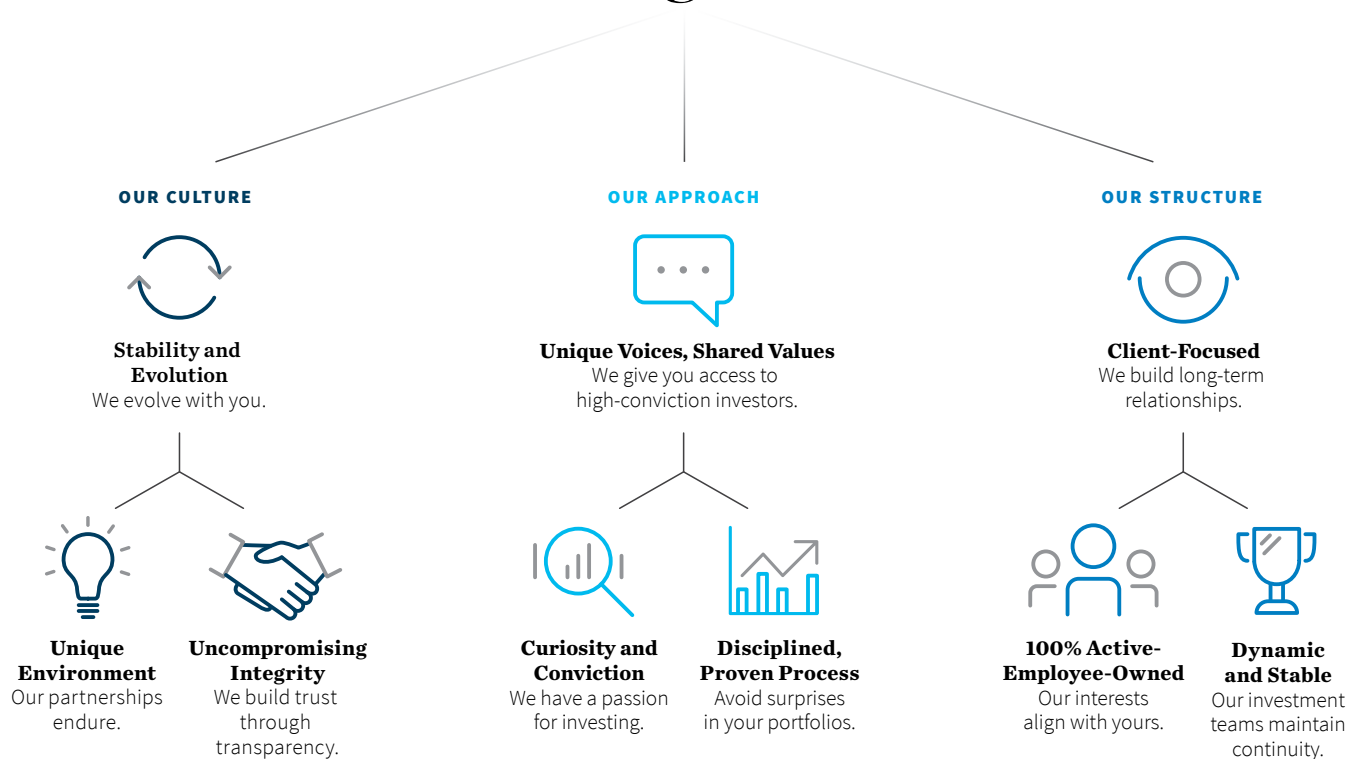 OUR CULTURE
Stability and
Evolution
We evolve with you.
Unique
Environment
Our partnerships
endure.
Uncompromising
Integrity
We build trust
through
transparency.
OUR APPROACH
Unique Voices, Shared Values
We give you access to
high-conviction investors.
Curiosity and
Conviction
We have a passion
for investing.
Disciplined,
Proven Process
Avoid surprises
in your portfolios.
OUR STRUCTURE
Client-Focused
We build long-term
relationships.
100% Active-
Employee-Owned
Our interests
align with yours.
Dynamic
and Stable
Our investment
teams maintain
continuity.